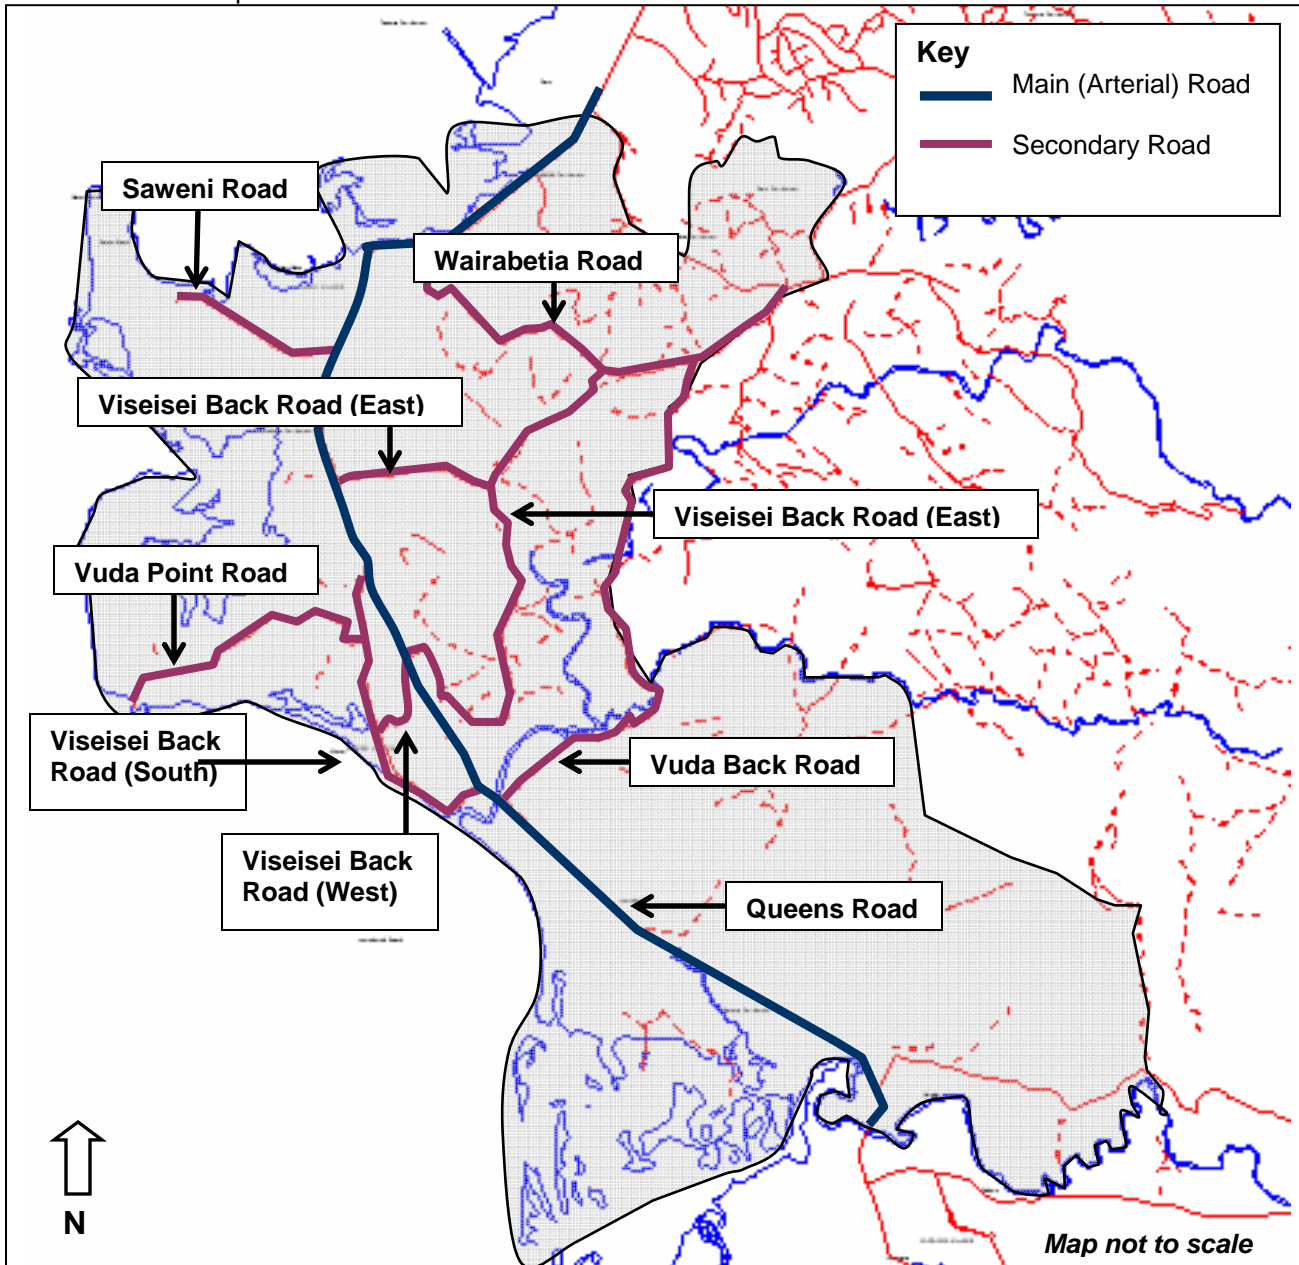 Key
Main (Arterial) Road
Secondary Road
Saweni Road
Wairabetia Road
Viseisei Back Road (East)
Viseisei Back Road (East)
Vuda Point Road
Viseisei Back
Road (South)
Vuda Back Road
Viseisei Back
Road (West)
Queens Road
N
Map not to scale